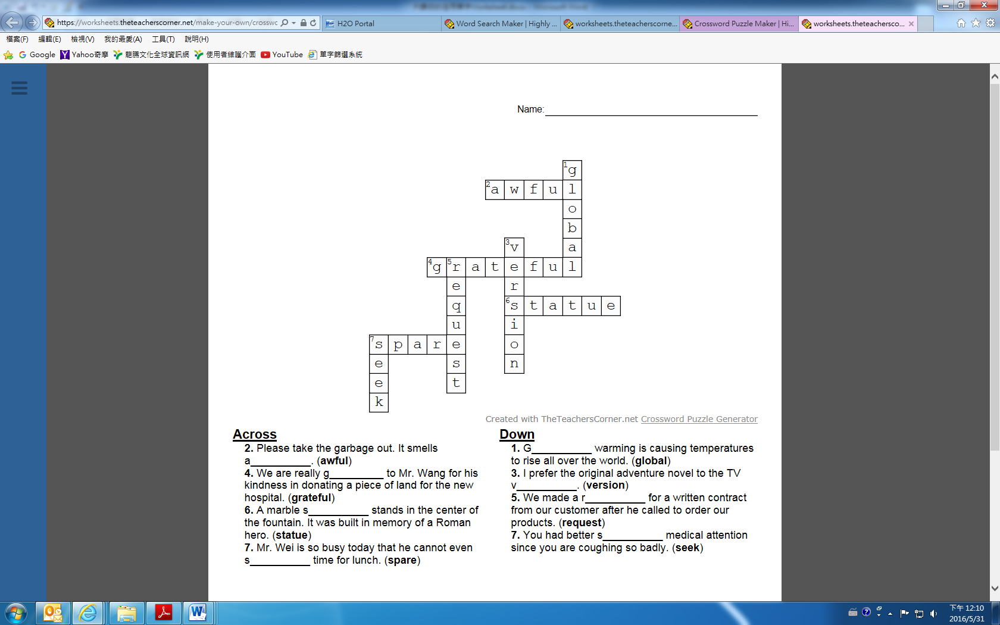 https://worksheets.theteacherscorner.net/make-your-own/crosswc
H2O Portal
Word Search Maker | Highly ...
worksheets.theteacherscorne...
Crossword Puzzle Maker | Hi...
worksheets.theteachersco...
檔案(F) 編輯(E) 檢視(V) 我的最愛(A) 工具(T) 說明(H)
Google Yahoo奇摩 龍騰文化全球資訊網 使用者維護介面 YouTube 單字篩選系統
Name:
1 g
2 a w f u l
o
b
3 v a
4 g 5 r a t e f u l
e r
q 6 s t a t u e
u i
7 s p a r e o
e s n
e t
k
Created with TheTeachersCorner.net Crossword Puzzle Generator
Across
2. Please take the garbage out. It smells
a__________. (awful)
4. We are really g_________ to Mr. Wang for his
kindness in donating a piece of land for the new
hospital. (grateful)
6. A marble s__________ stands in the center of
the fountain. It was built in memory of a Roman
hero. (statue)
7. Mr. Wei is so busy today that he cannot even
s__________ time for lunch. (spare)
Down
1. G__________ warming is causing temperatures
to rise all over the world. (global)
3. I prefer the original adventure novel to the TV
v__________. (version)
5. We made a r__________ for a written contract
from our customer after he called to order our
products. (request)
7. You had better s__________ medical attention
since you are coughing so badly. (seek)
下午 12:10
2016/5/31